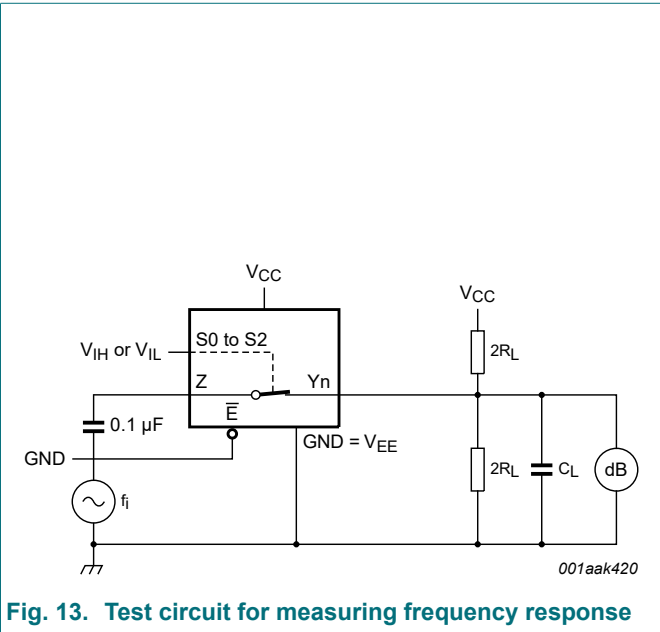 VCC
VCC
2RL
VIH or VIL
S0 to S2
Z
Yn
E̅
0.1 μF
GND
GND = VEE
2RL
CL
dB
fi
001aak420
Fig. 13. Test circuit for measuring frequency response